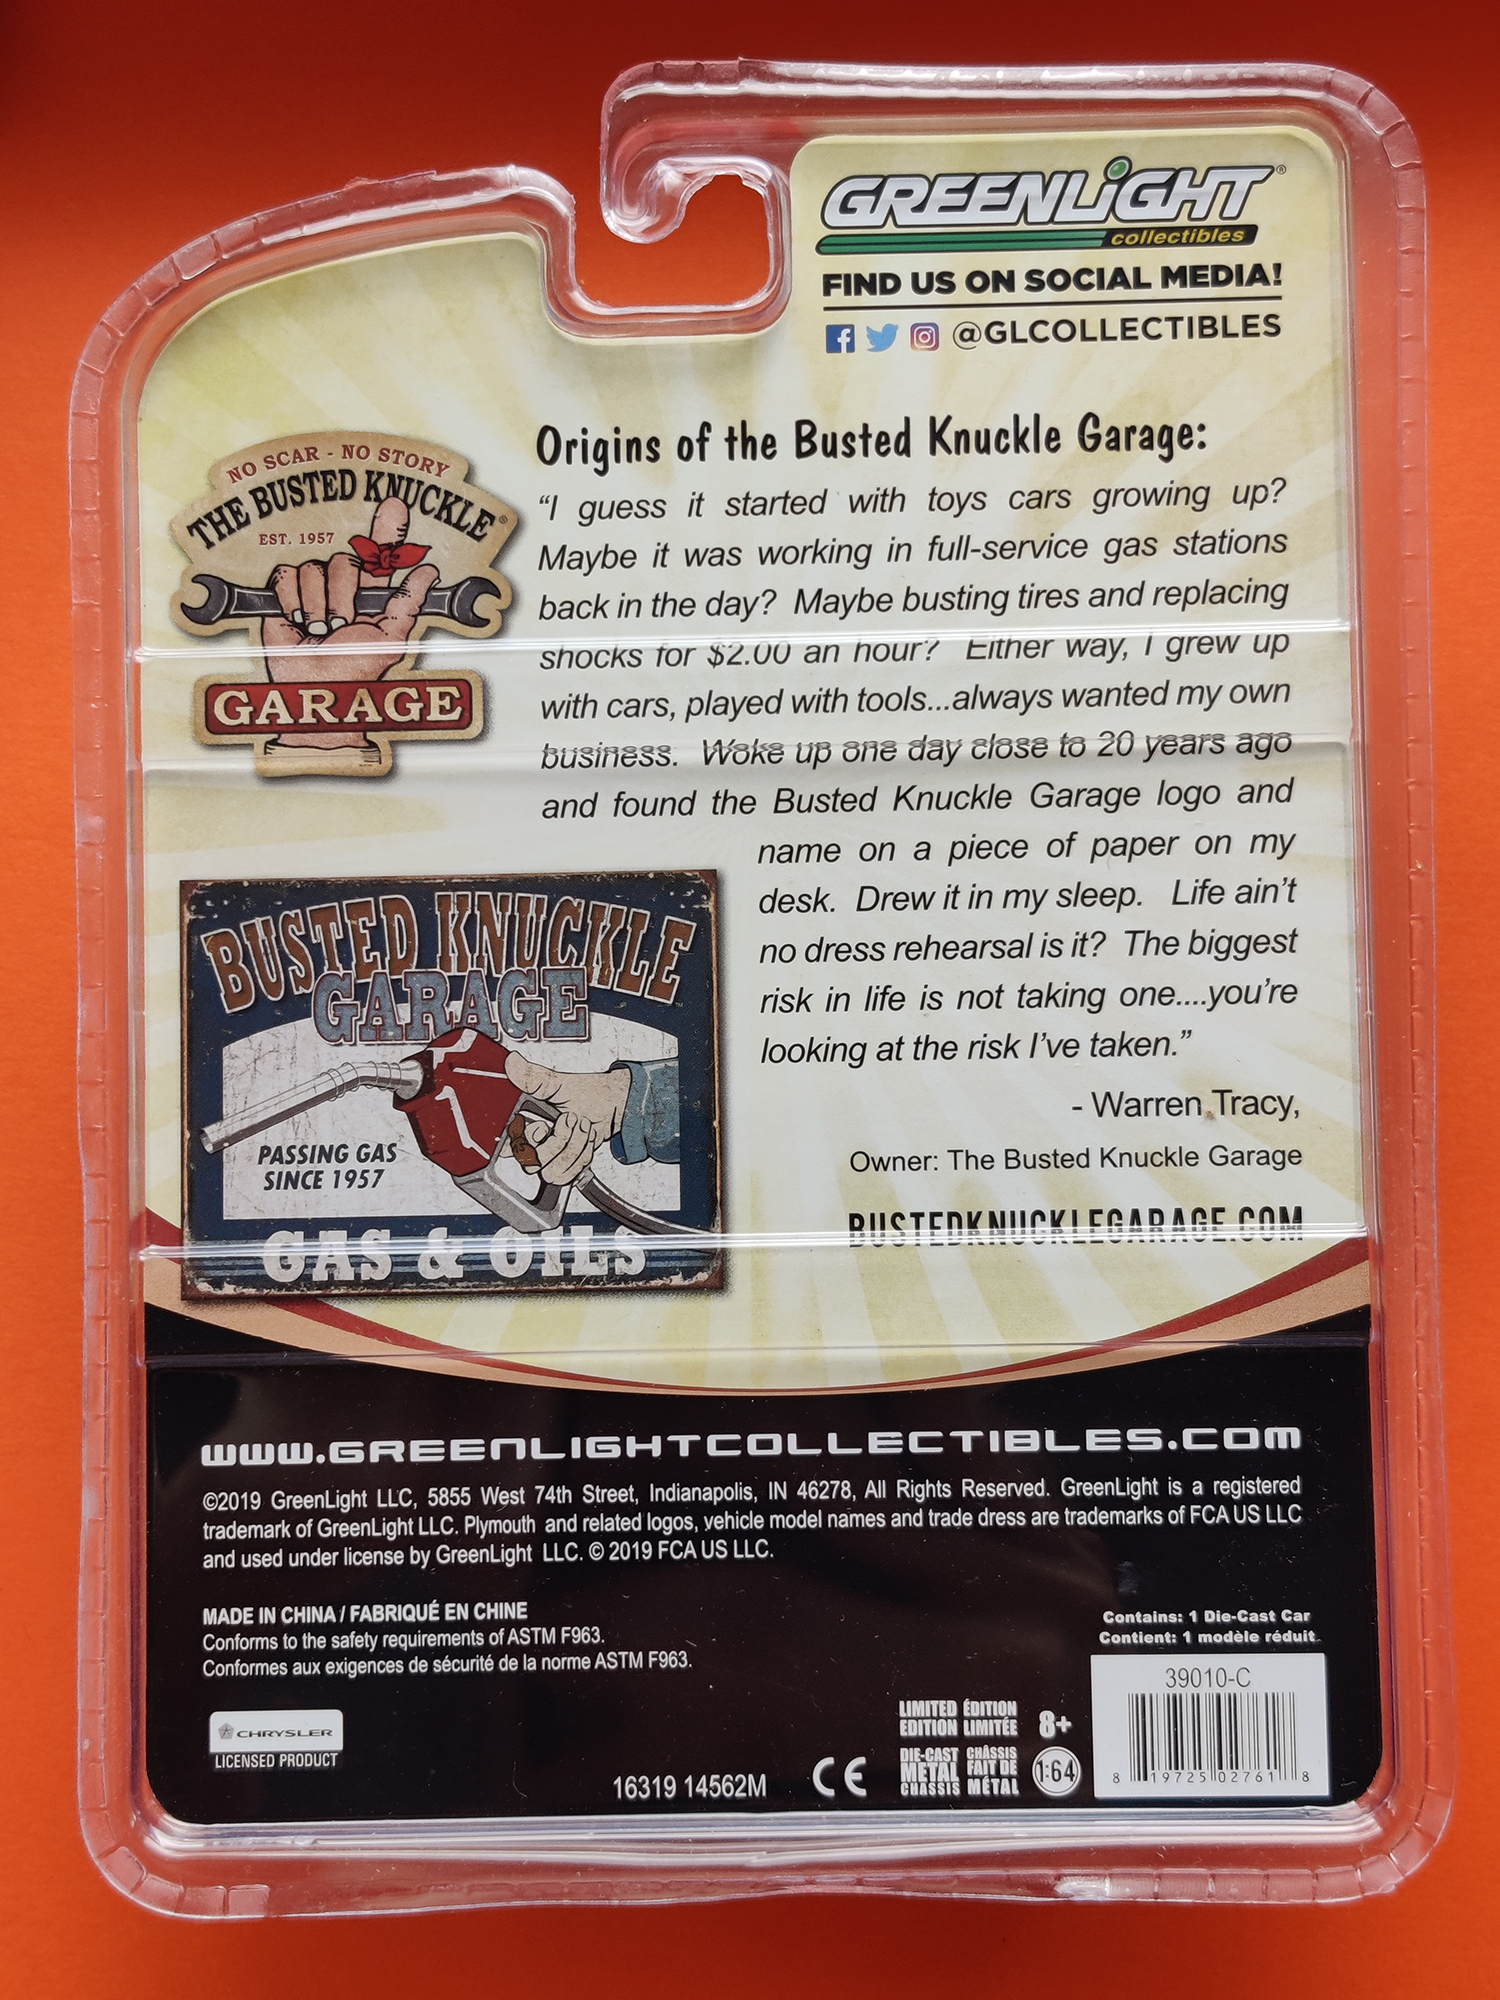 GREENLiGHT®
collectibles
FIND US ON SOCIAL MEDIA!
@GLCOLLECTIBLES
NO SCAR - NO STORY
THE BUSTED KNUCKLE®
EST. 1957
GARAGE
Origins of the Busted Knuckle Garage:
“I guess it started with toys cars growing up?
Maybe it was working in full-service gas stations
back in the day? Maybe busting tires and replacing
shocks for $2.00 an hour? Either way, I grew up
with cars, played with tools...always wanted my own
business. Woke up one day close to 20 years ago
and found the Busted Knuckle Garage logo and
name on a piece of paper on my
desk. Drew it in my sleep. Life ain’t
no dress rehearsal is it? The biggest
risk in life is not taking one....you’re
looking at the risk I’ve taken.”
- Warren Tracy,
Owner: The Busted Knuckle Garage
BUSTEDKNUCKLEGARAGE.COM
BUSTED KNUCKLE
GARAGE
PASSING GAS
SINCE 1957
GAS & OILS
www.GREENLIGHTCOLLECTIBLES.COM
©2019 GreenLight LLC, 5855 West 74th Street, Indianapolis, IN 46278, All Rights Reserved. GreenLight is a registered
trademark of GreenLight LLC. Plymouth and related logos, vehicle model names and trade dress are trademarks of FCA US LLC
and used under license by GreenLight LLC. © 2019 FCA US LLC.
MADE IN CHINA / FABRIQUÉ EN CHINE
Conforms to the safety requirements of ASTM F963.
Conformes aux exigences de sécurité de la norme ASTM F963.
CHRYSLER
LICENSED PRODUCT
16319 14562M
CE
LIMITED ÉDITION
EDITION LIMITÉE
8+
DIE-CAST CHÂSSIS
METAL FAIT DE
CHASSIS MÉTAL
1:64
Contains: 1 Die-Cast Car
Contient: 1 modèle réduit
39010-C
8 19725 02761 8